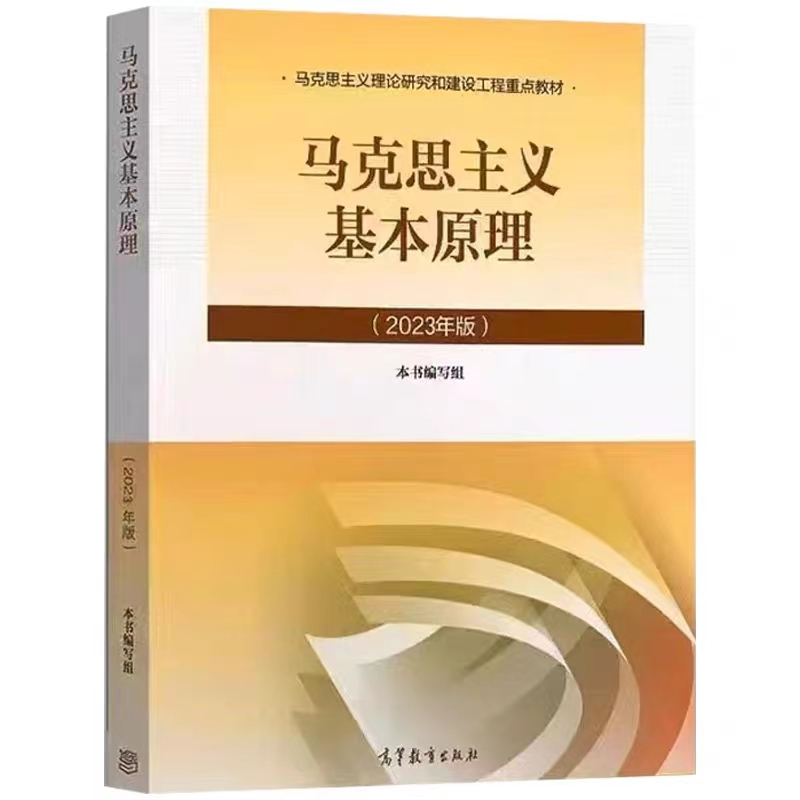 · 马克思主义理论研究和建设工程重点教材 ·
马克思主义
基本原理
(2023年版)
本书编写组
高等教育出版社
马克思主义基本原理
(2023年版)
本书编写组